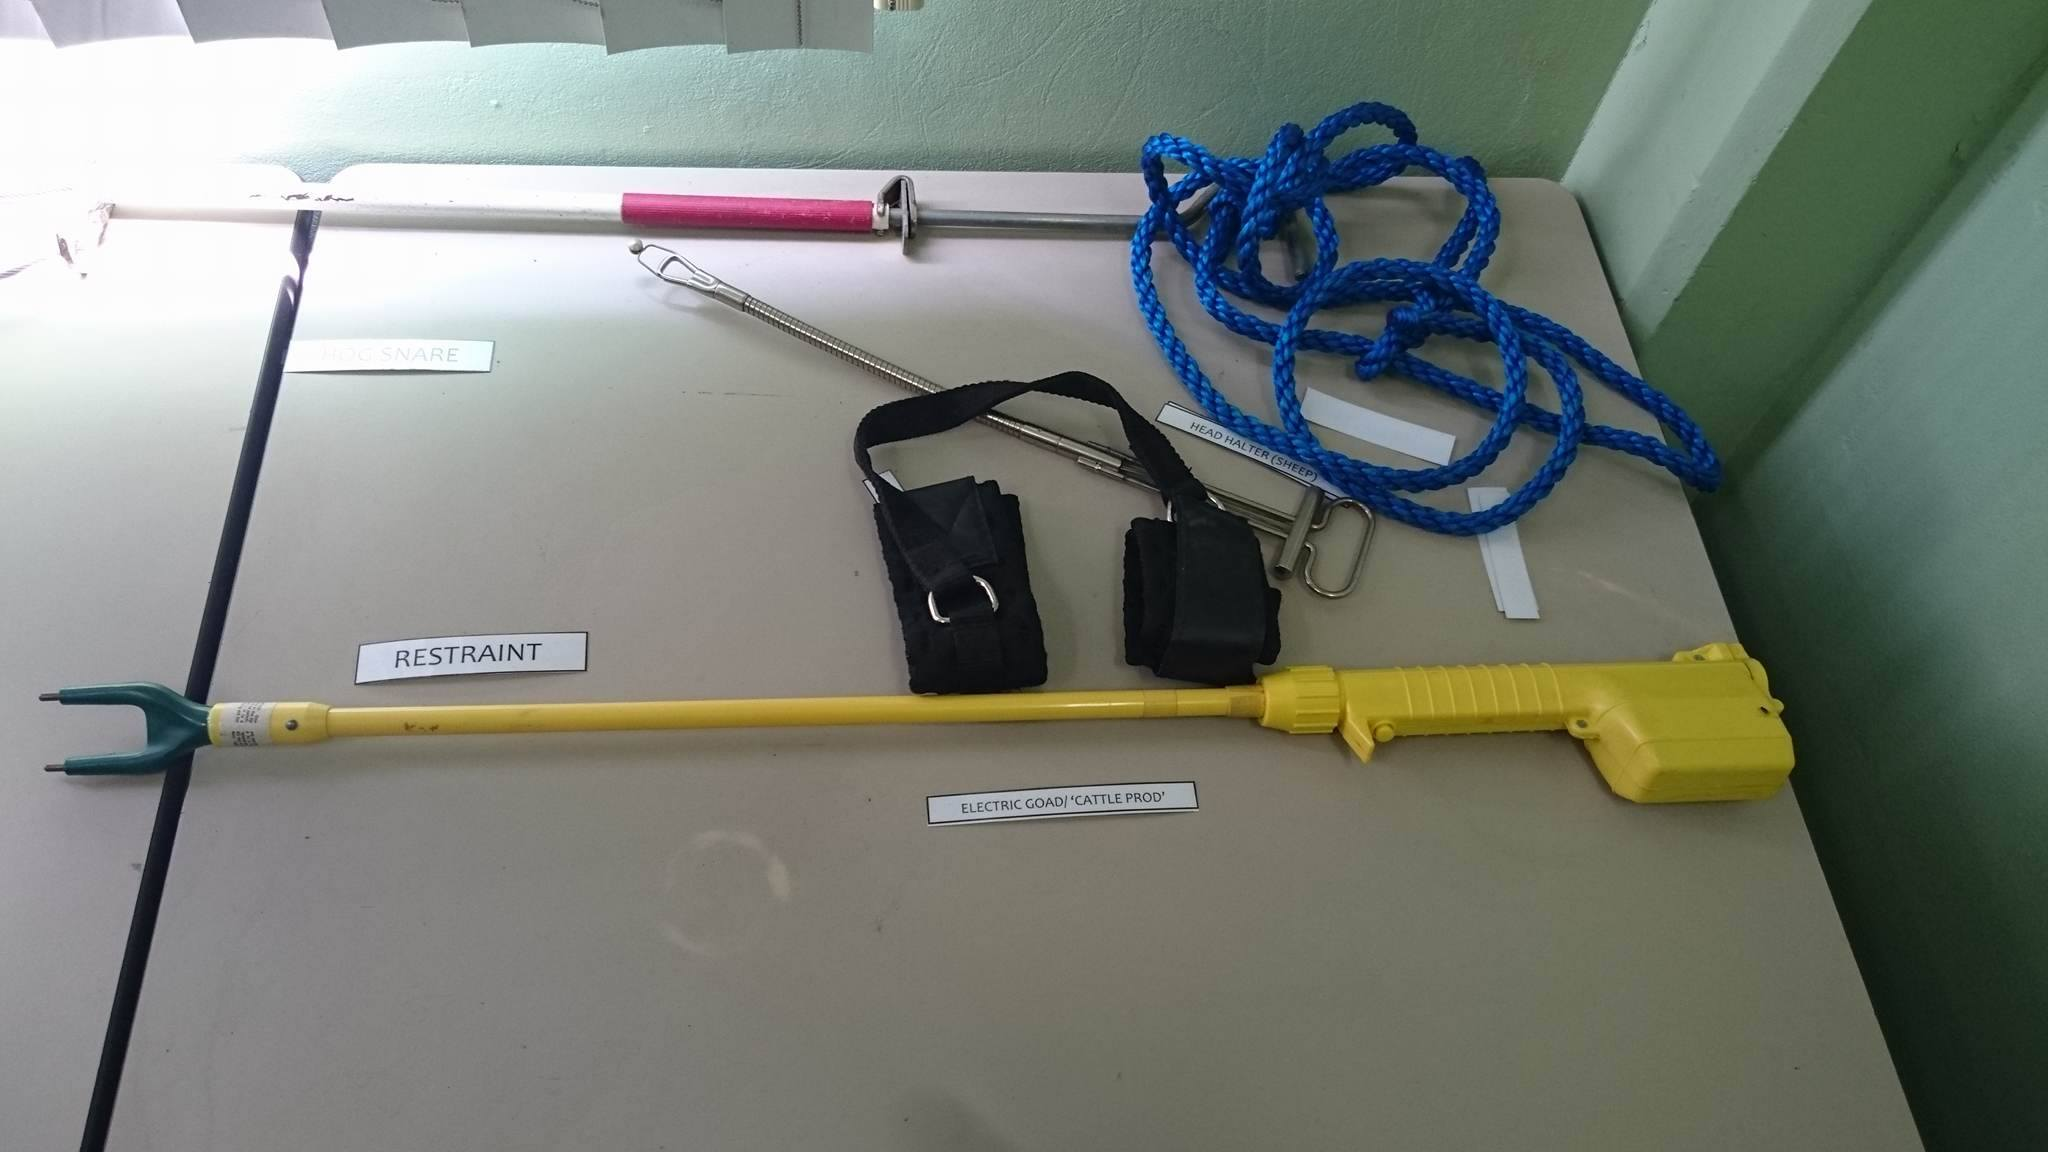 HOG SNARE
HEAD HALTER (SHEEP)
RESTRAINT
ELECTRIC GOAD/ 'CATTLE PROD'